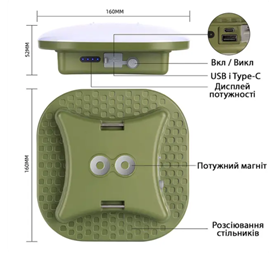 160MM
52MM
Вкл / Викл
USB і Type-C
Дисплей
потужності
160MM
Потужний магніт
Розсіювання
стільників